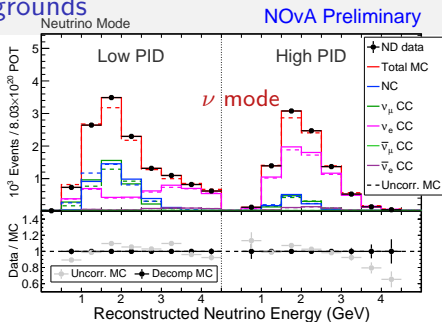 grounds
Neutrino Mode
NOvA Preliminary
10³ Events / 8.03×10²⁰ POT
5
4
3
2
1
Low PID
High PID
ν mode
ND data
Total MC
NC
νμ CC
νe CC
ν̄μ CC
ν̄e CC
Uncorr. MC
Data / MC
1.4
1.2
1.0
0.8
0.6
Uncorr. MC
Decomp MC
1 2 3 4 1 2 3 4
Reconstructed Neutrino Energy (GeV)